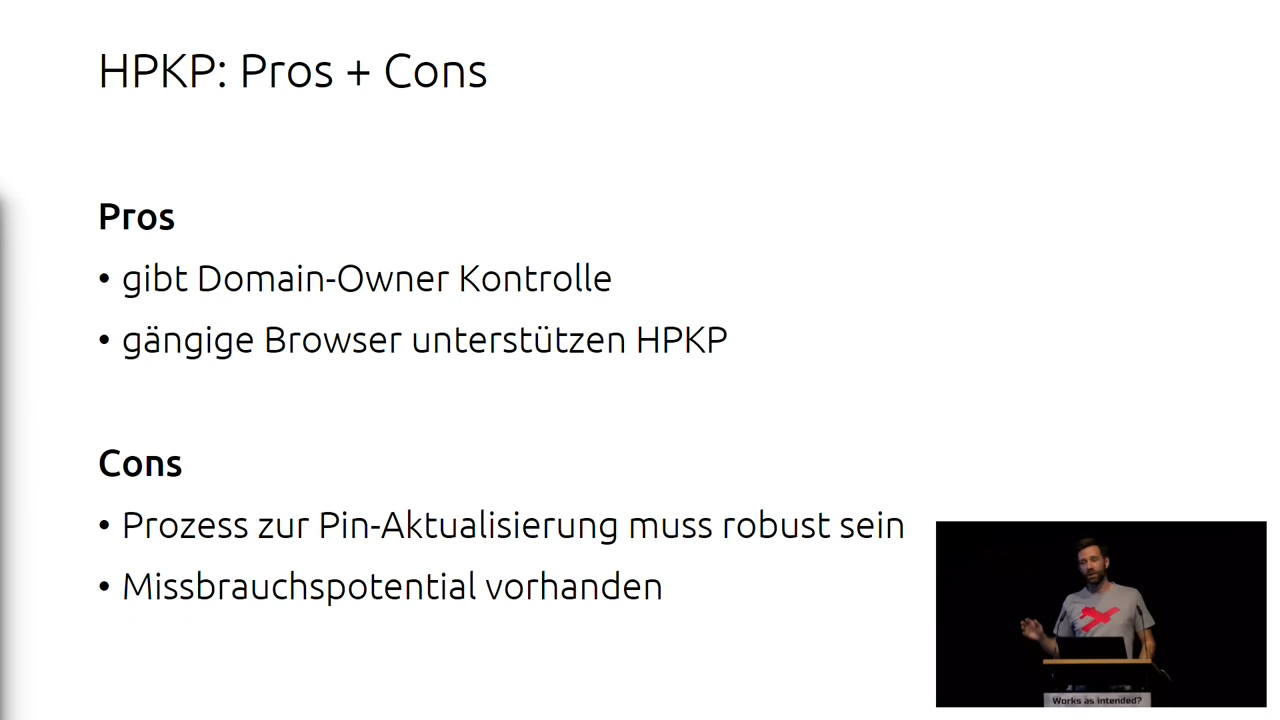 HPKP: Pros + Cons
Pros
• gibt Domain-Owner Kontrolle
• gängige Browser unterstützen HPKP
Cons
• Prozess zur Pin-Aktualisierung muss robust sein
• Missbrauchspotential vorhanden
Works as intended?